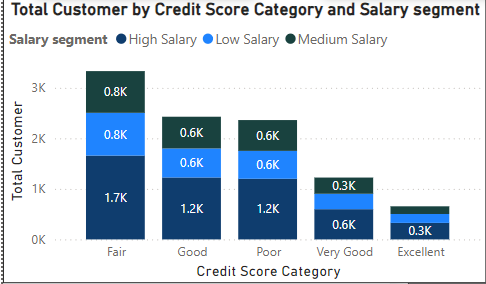 Total Customer by Credit Score Category and Salary segment
Salary segment High Salary Low Salary Medium Salary
Total Customer
3K
2K
1K
0K
0.8K
0.8K
1.7K
0.6K
0.6K
1.2K
0.6K
0.6K
1.2K
0.3K
0.6K
0.3K
Fair Good Poor Very Good Excellent
Credit Score Category